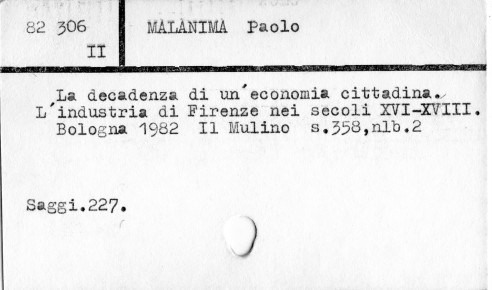 82 306 MALANIMA Paolo
II
La decadenza di un'economia cittadina.
L'industria di Firenze nei secoli XVI-XVIII.
Bologna 1982 Il Mulino s.358,nlb.2
Saggi.227.